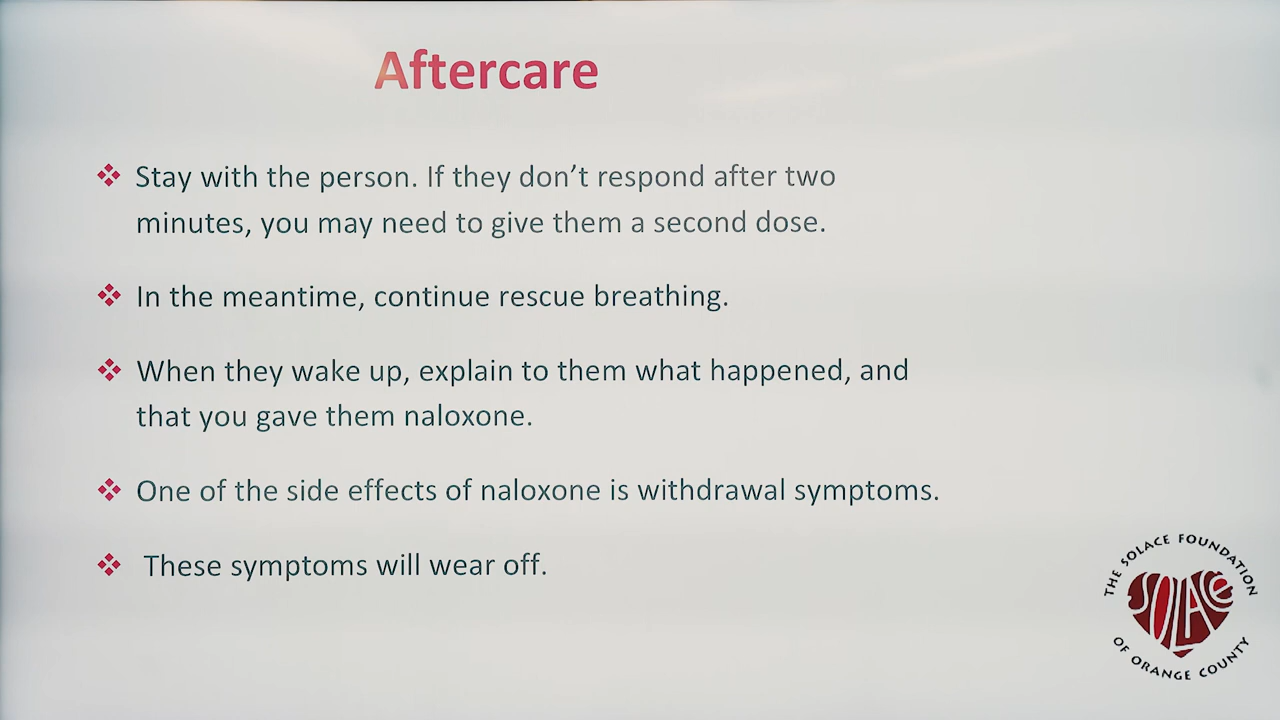 Aftercare
❖ Stay with the person. If they don’t respond after two
minutes, you may need to give them a second dose.
❖ In the meantime, continue rescue breathing.
❖ When they wake up, explain to them what happened, and
that you gave them naloxone.
❖ One of the side effects of naloxone is withdrawal symptoms.
❖ These symptoms will wear off.
THE SOLACE FOUNDATION
SOLACE
OF ORANGE COUNTY